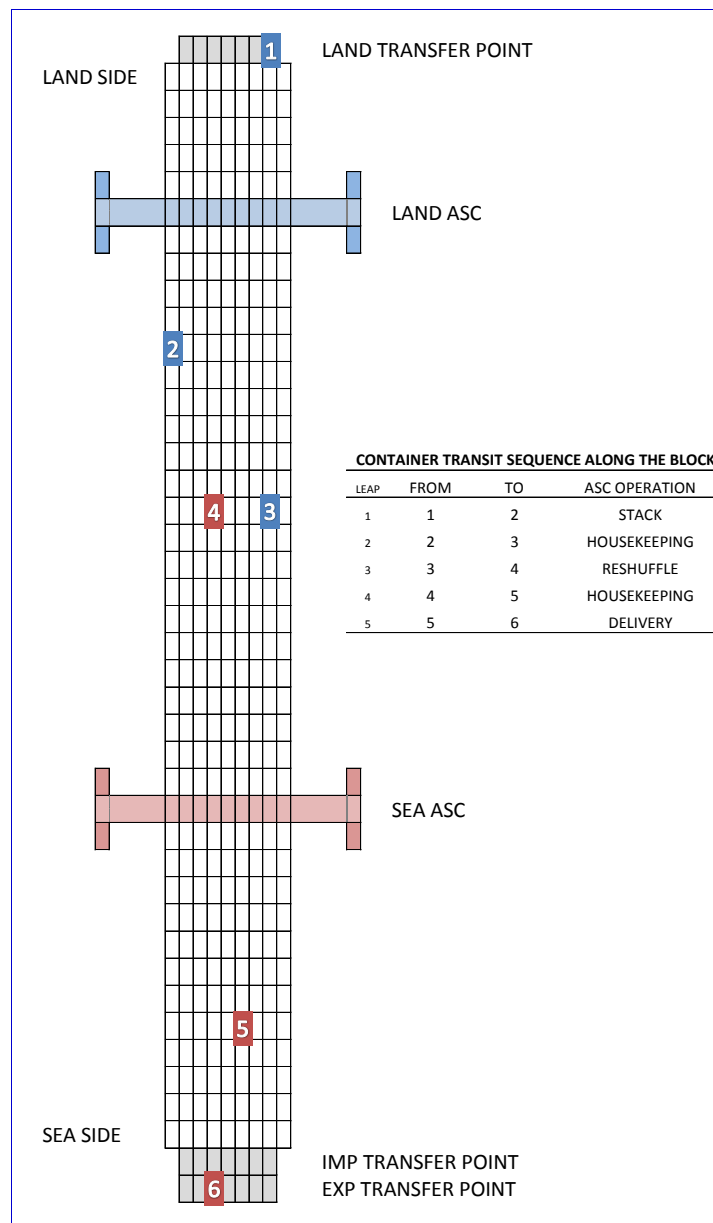 1
LAND TRANSFER POINT
LAND SIDE
LAND ASC
2
CONTAINER TRANSIT SEQUENCE ALONG THE BLOCK
LEAP FROM TO ASC OPERATION
1 1 2 STACK
2 2 3 HOUSEKEEPING
3 3 4 RESHUFFLE
4 4 5 HOUSEKEEPING
5 5 6 DELIVERY
4 3
SEA ASC
5
SEA SIDE
IMP TRANSFER POINT
6
EXP TRANSFER POINT